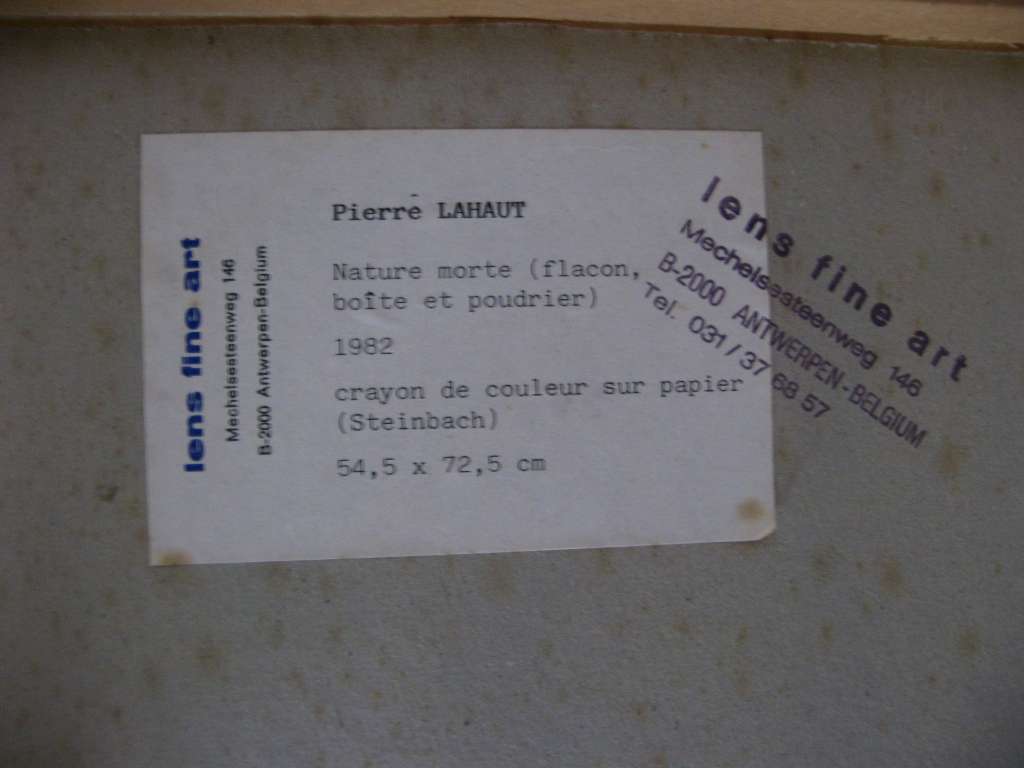 lens fine art
Mechelsesteenweg 146
B-2000 Antwerpen-Belgium
Pierre LAHAUT
Nature morte (flacon,
boîte et poudrier)
1982
crayon de couleur sur papier
(Steinbach)
54,5 x 72,5 cm
lens fine art
Mechelsesteenweg 146
B-2000 ANTWERPEN-BELGIUM
Tel. 031/37 68 57